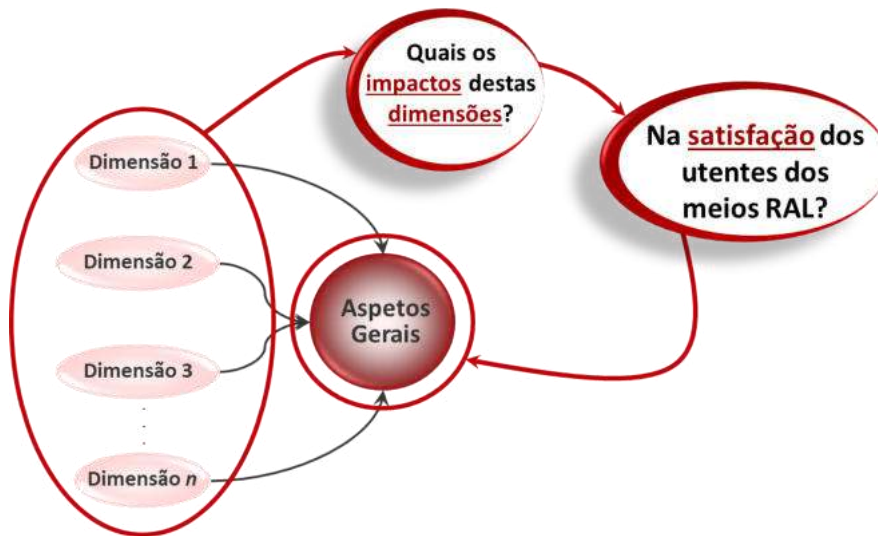 Quais os
impactos destas
dimensões?
Na satisfação dos
utentes dos
meios RAL?
Dimensão 1
Dimensão 2
Dimensão 3
Dimensão n
Aspetos
Gerais